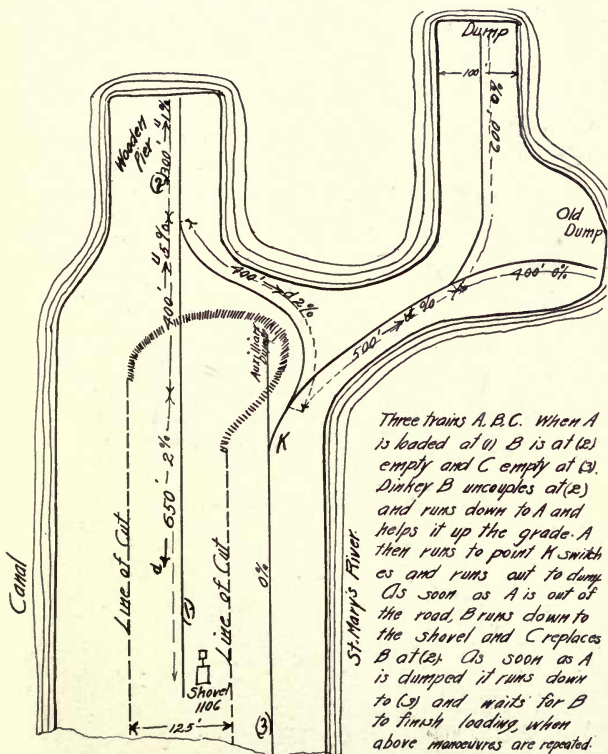 Dump
100'
200' 0%
Old
Dump
Wooden
Pier
(2)
300' u 1%
400' u 5%
400' d 2%
400' 0%
500'
Auxiliary
Dump
K
650' - 2%
0%
Line of Cut
Line of Cut
Canal
St. Mary's River.
(1)
Shovel
1106
125'
(3)
Three trains A, B, C. When A
is loaded at (1) B is at (2)
empty and C empty at (3).
Dinkey B uncouples at (2)
and runs down to A and
helps it up the grade. A
then runs to point K switch
es and runs out to dump
As soon as A is out of
the road, B runs down to
the shovel and C replaces
B at (2). As soon as A
is dumped it runs down
to (3) and waits for B
to finish loading, when
above manoeuvres are repeated.